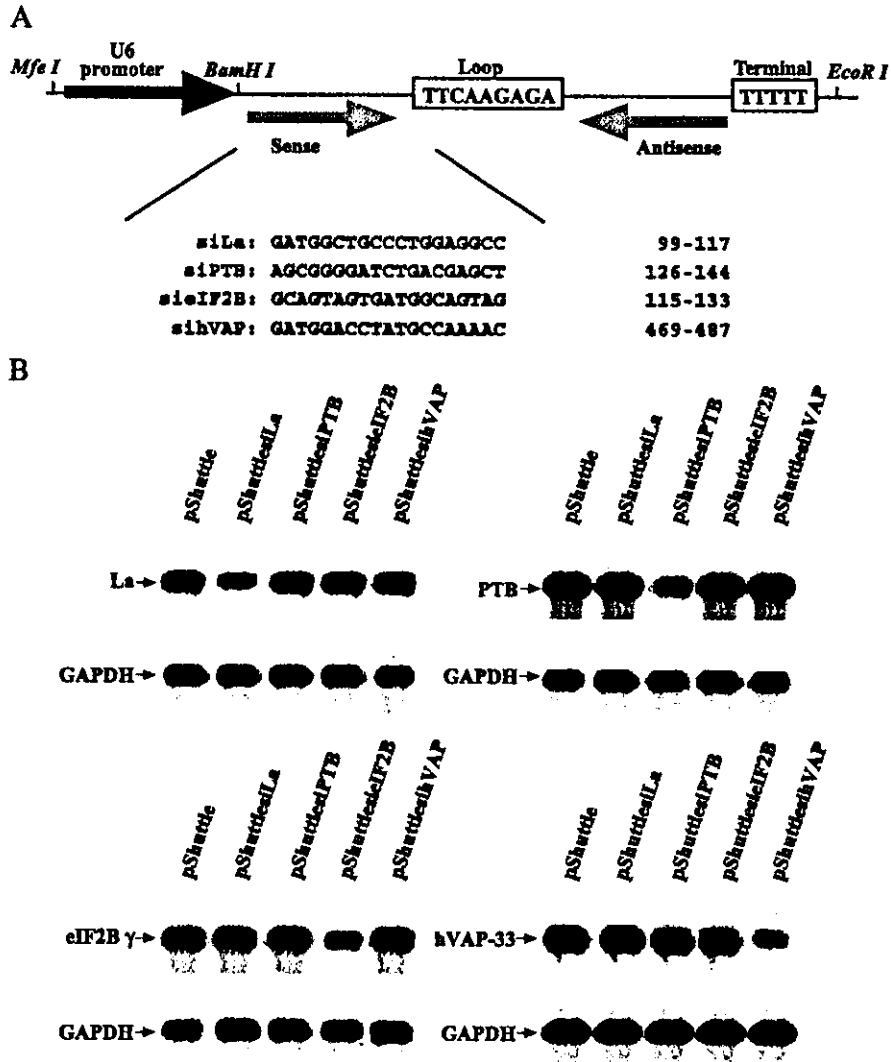 A
U6
promoter
Mfe I
BamH I
Loop
TTCAAGAGA
Terminal
TTTTT
EcoR I
Sense
Antisense
siLa: GATGGCTGCCCTGGAGGCC 99-117
siPTB: AGCGGGGATCTGACGAGCT 126-144
sieIF2B: GCAGTAGTGATGGCAGTAG 115-133
sihVAP: GATGGACCTATGCCAAAAC 469-487
B
pShuttle
pShuttlesiLa
pShuttlesiPTB
pShuttlesieIF2B
pShuttlesihVAP
La
GAPDH
pShuttle
pShuttlesiLa
pShuttlesiPTB
pShuttlesieIF2B
pShuttlesihVAP
PTB
GAPDH
pShuttle
pShuttlesiLa
pShuttlesiPTB
pShuttlesieIF2B
pShuttlesihVAP
eIF2B γ
GAPDH
pShuttle
pShuttlesiLa
pShuttlesiPTB
pShuttlesieIF2B
pShuttlesihVAP
hVAP-33
GAPDH